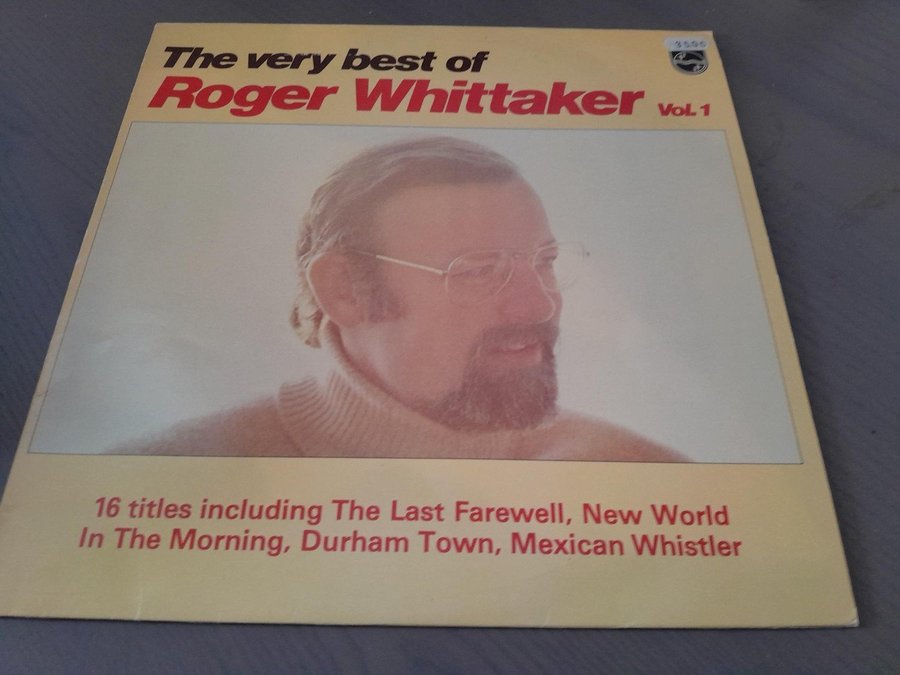 The very best of
Roger Whittaker Vol. 1
16 titles including The Last Farewell, New World
In The Morning, Durham Town, Mexican Whistler